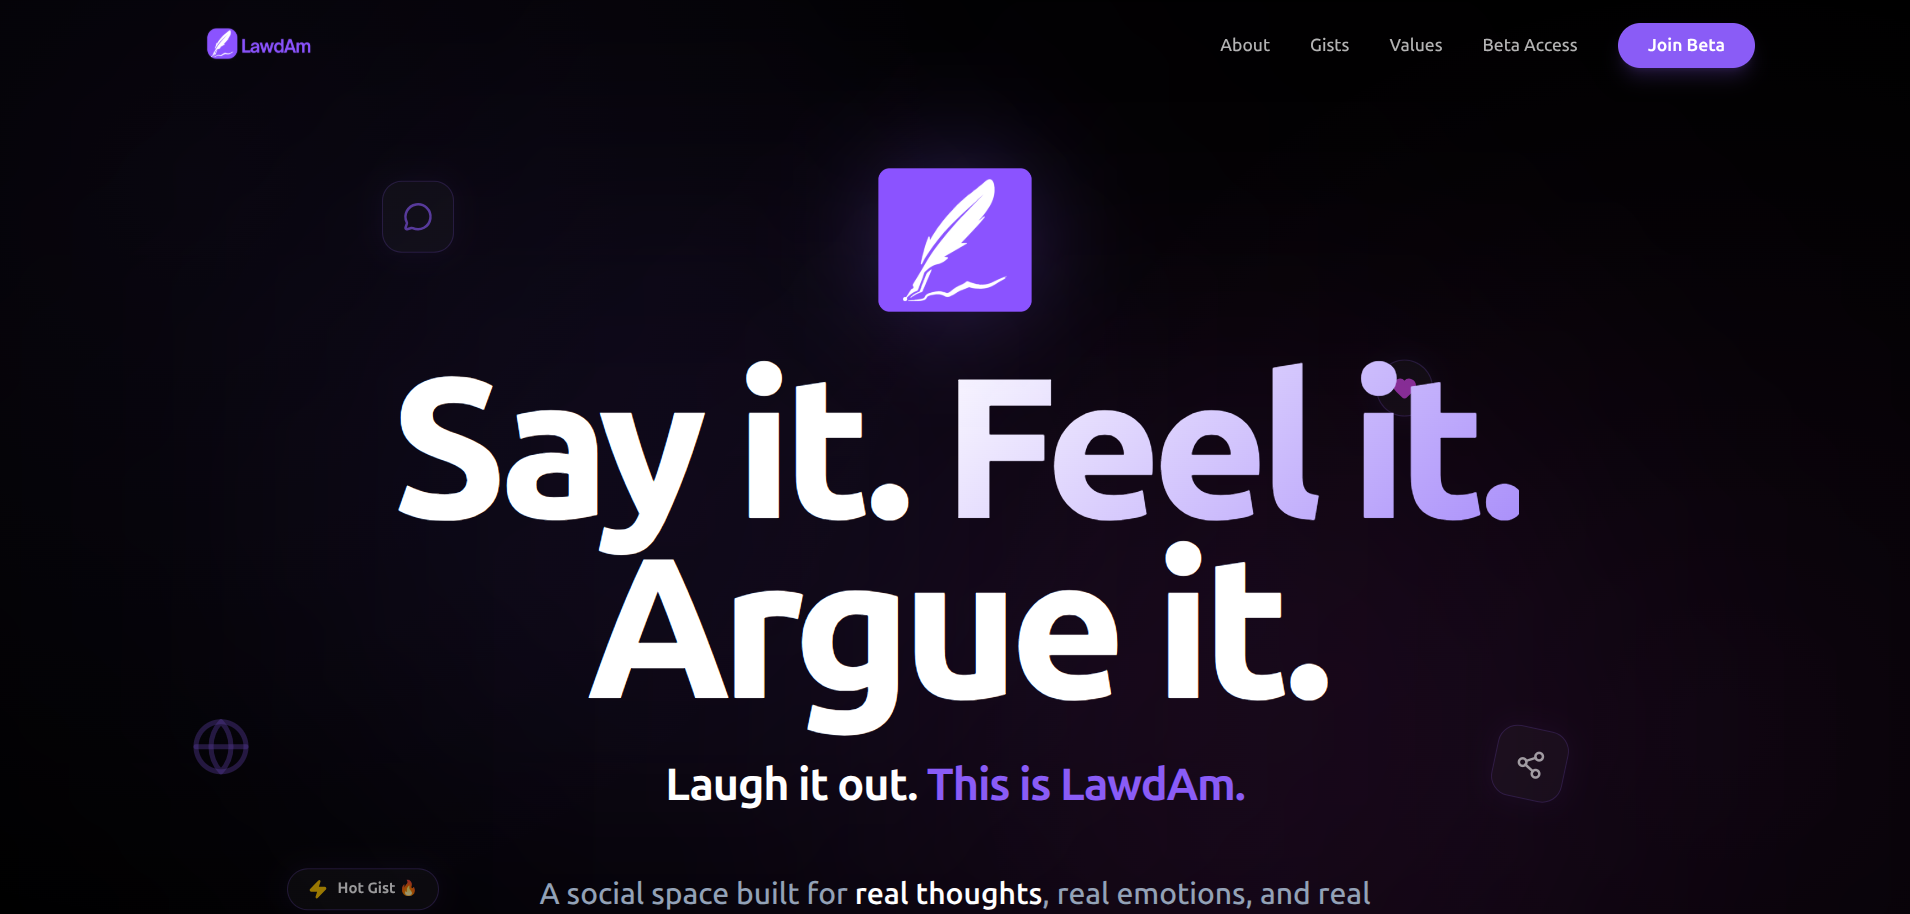 LawdAm
About
Gists
Values
Beta Access
Join Beta
Say it. Feel it.
Argue it.
Laugh it out. This is LawdAm.
Hot Gist 🔥
A social space built for real thoughts, real emotions, and real